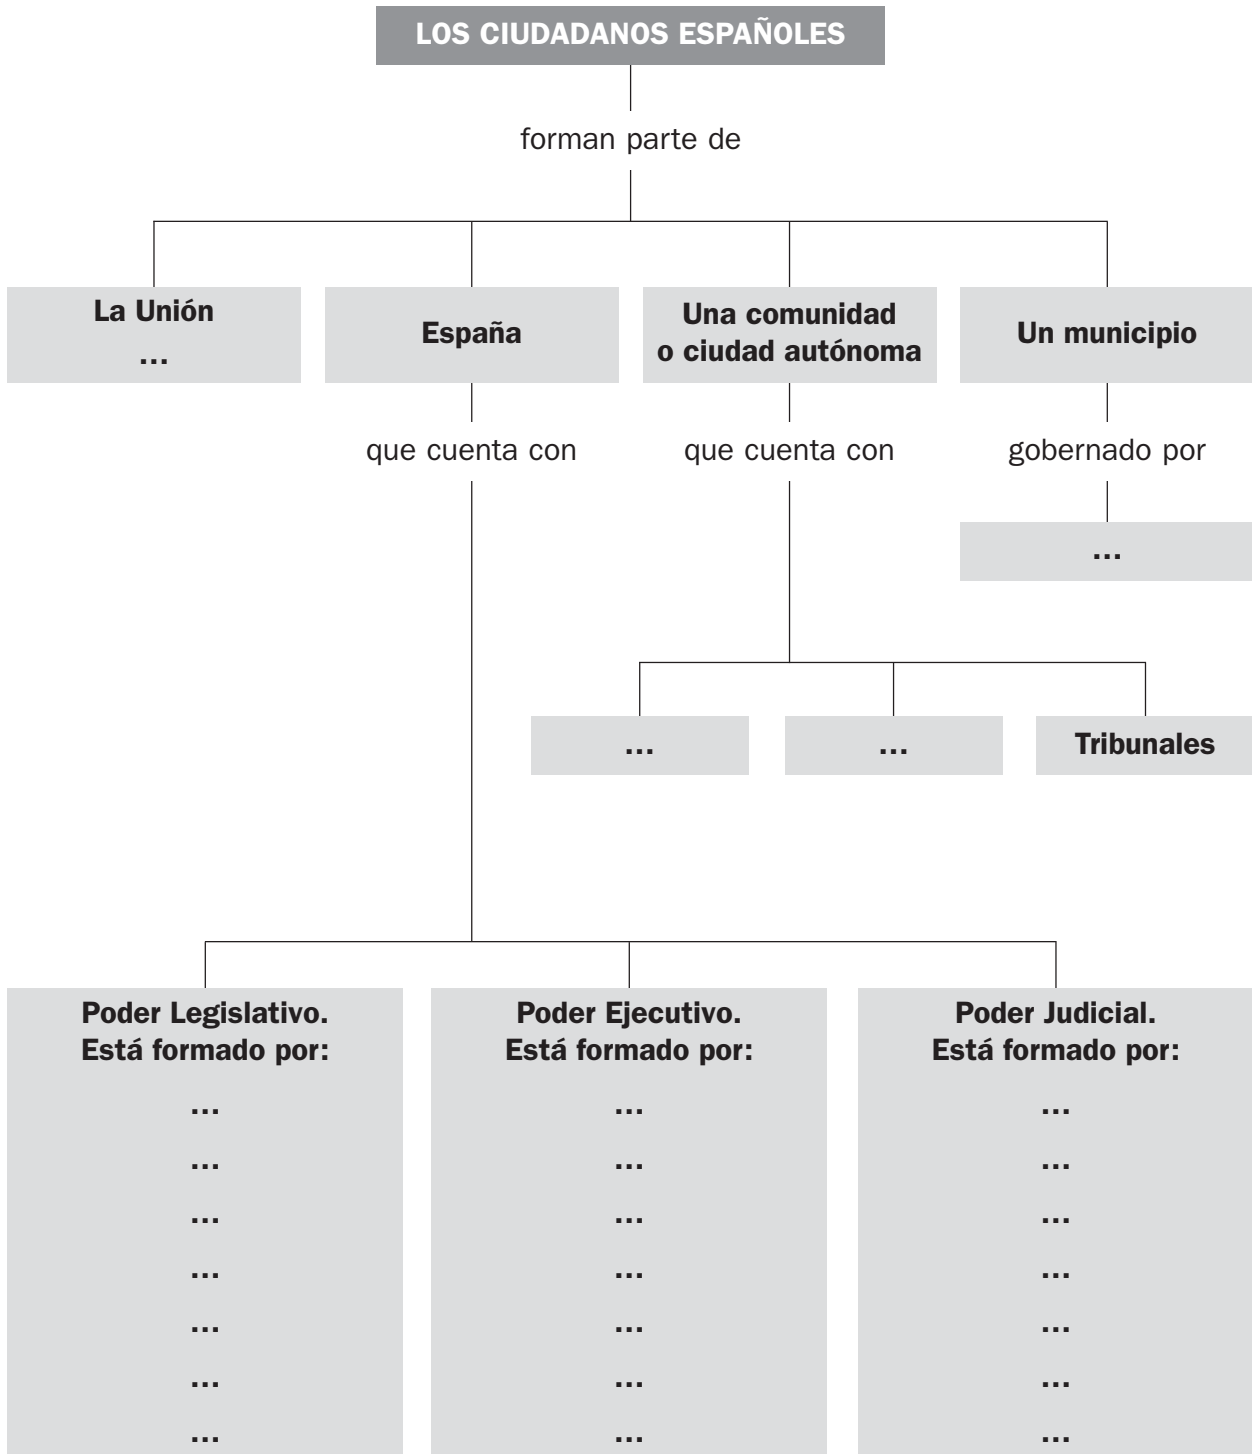 LOS CIUDADANOS ESPAÑOLES
forman parte de
La Unión
...
España
Una comunidad
o ciudad autónoma
Un municipio
que cuenta con
que cuenta con
gobernado por
...
...
...
Tribunales
Poder Legislativo.
Está formado por:
...
...
...
...
...
...
...
Poder Ejecutivo.
Está formado por:
...
...
...
...
...
...
...
Poder Judicial.
Está formado por:
...
...
...
...
...
...
...